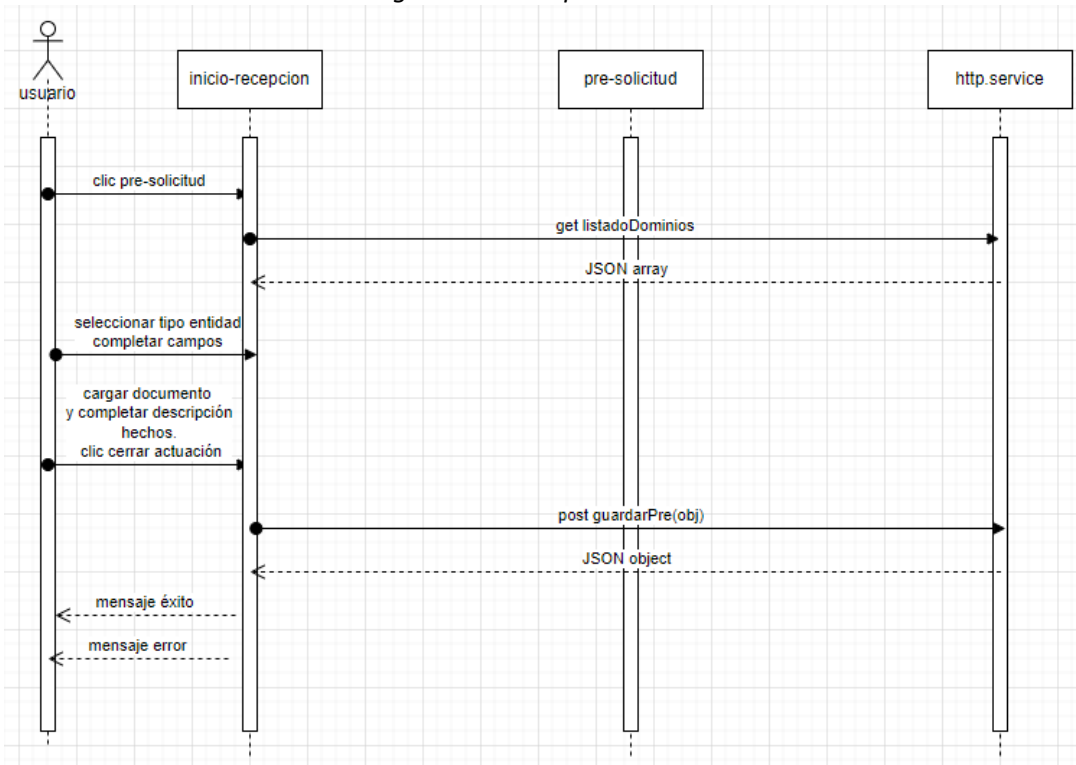 usuario
inicio-recepcion
pre-solicitud
http.service
clic pre-solicitud
get listadoDominios
JSON array
seleccionar tipo entidad
completar campos
cargar documento
y completar descripción
hechos.
clic cerrar actuación
post guardarPre(obj)
JSON object
mensaje éxito
mensaje error